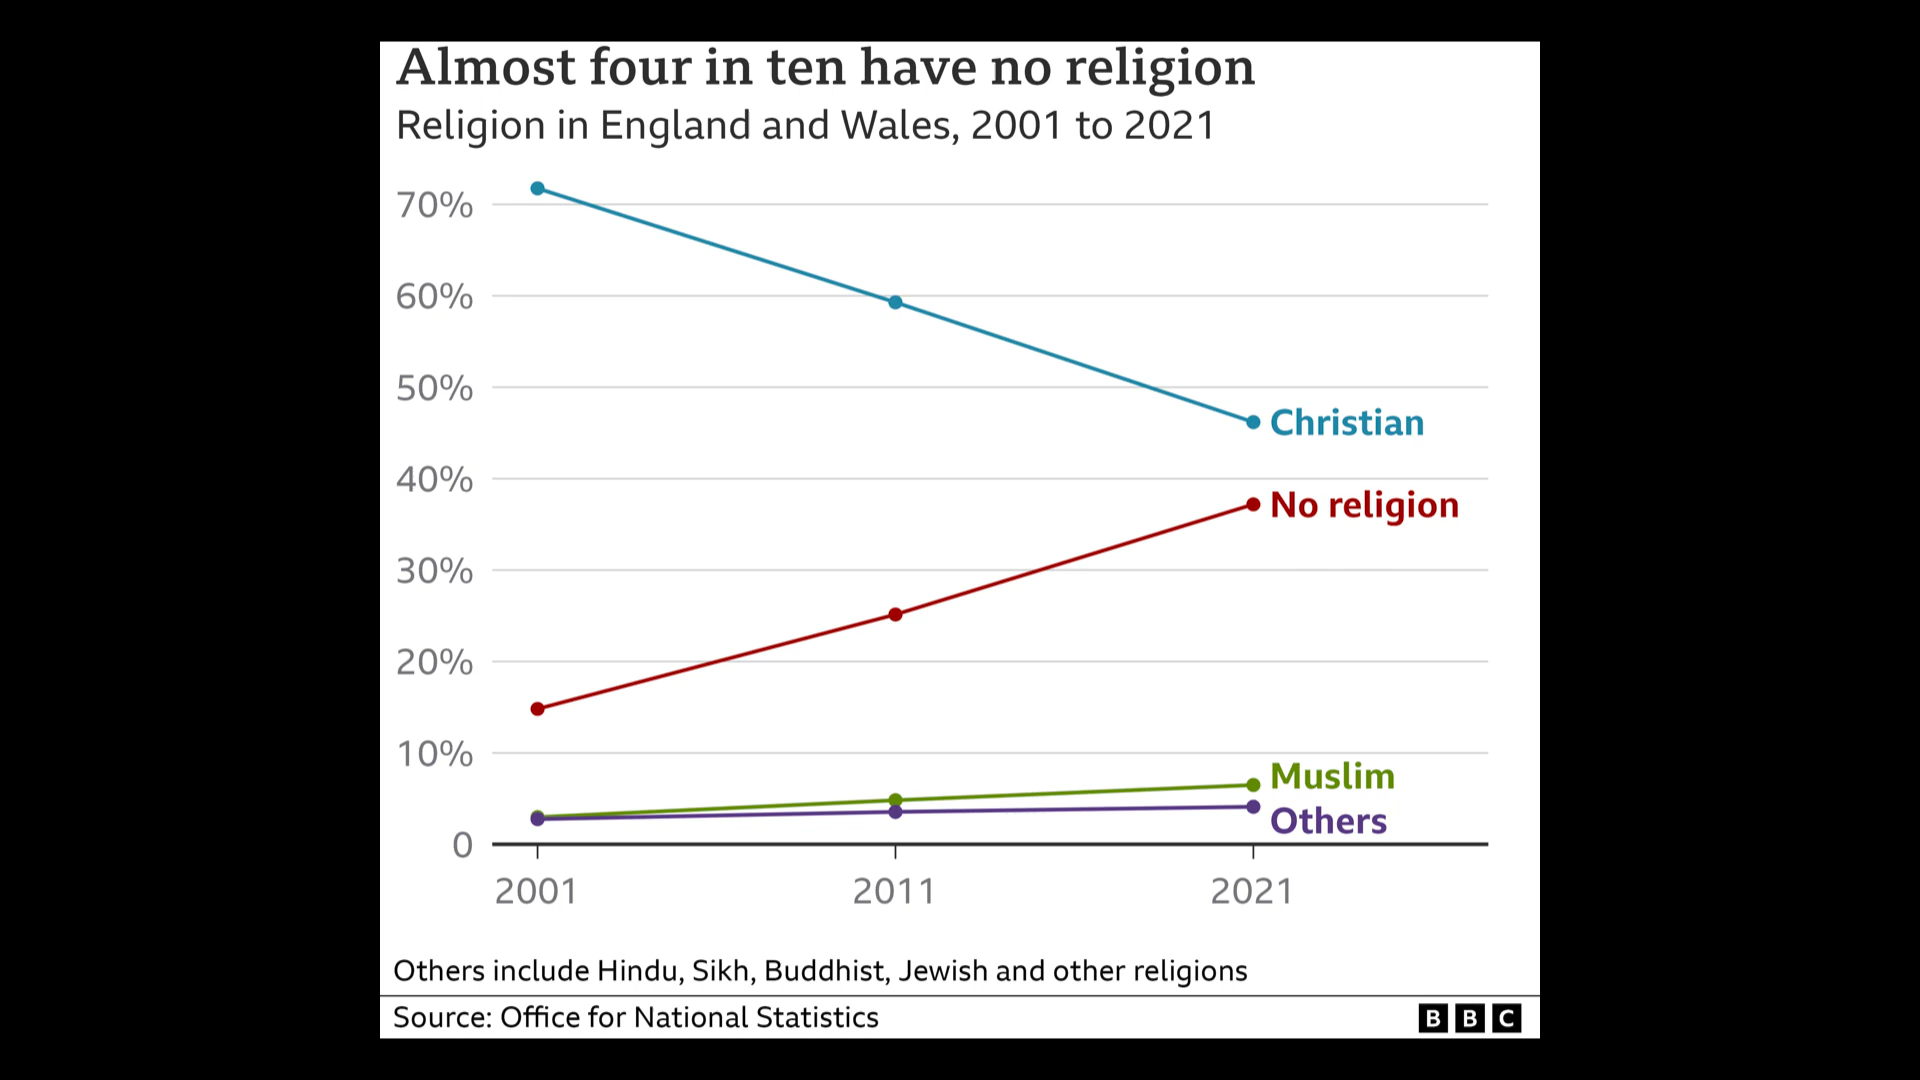 Almost four in ten have no religion
Religion in England and Wales, 2001 to 2021
70%
60%
50%
Christian
40%
No religion
30%
20%
10%
Muslim
Others
0
2001 2011 2021
Others include Hindu, Sikh, Buddhist, Jewish and other religions
Source: Office for National Statistics
BBC